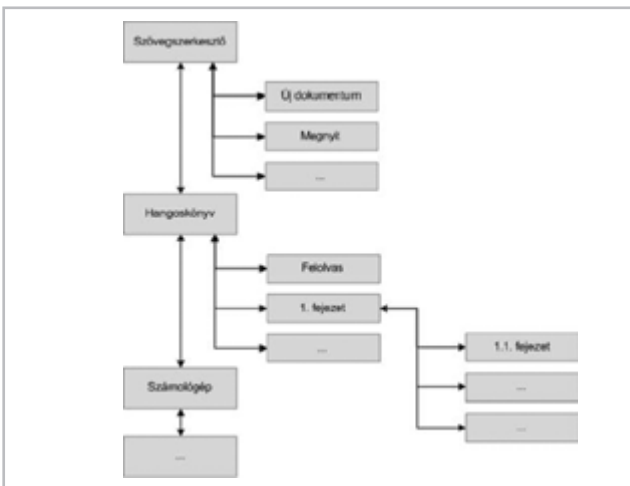 Szövegszerkesztő
Új dokumentum
Megnyit
...
Hangoskönyv
Felolvas
1. fejezet
...
1.1. fejezet
...
...
Számológép
...